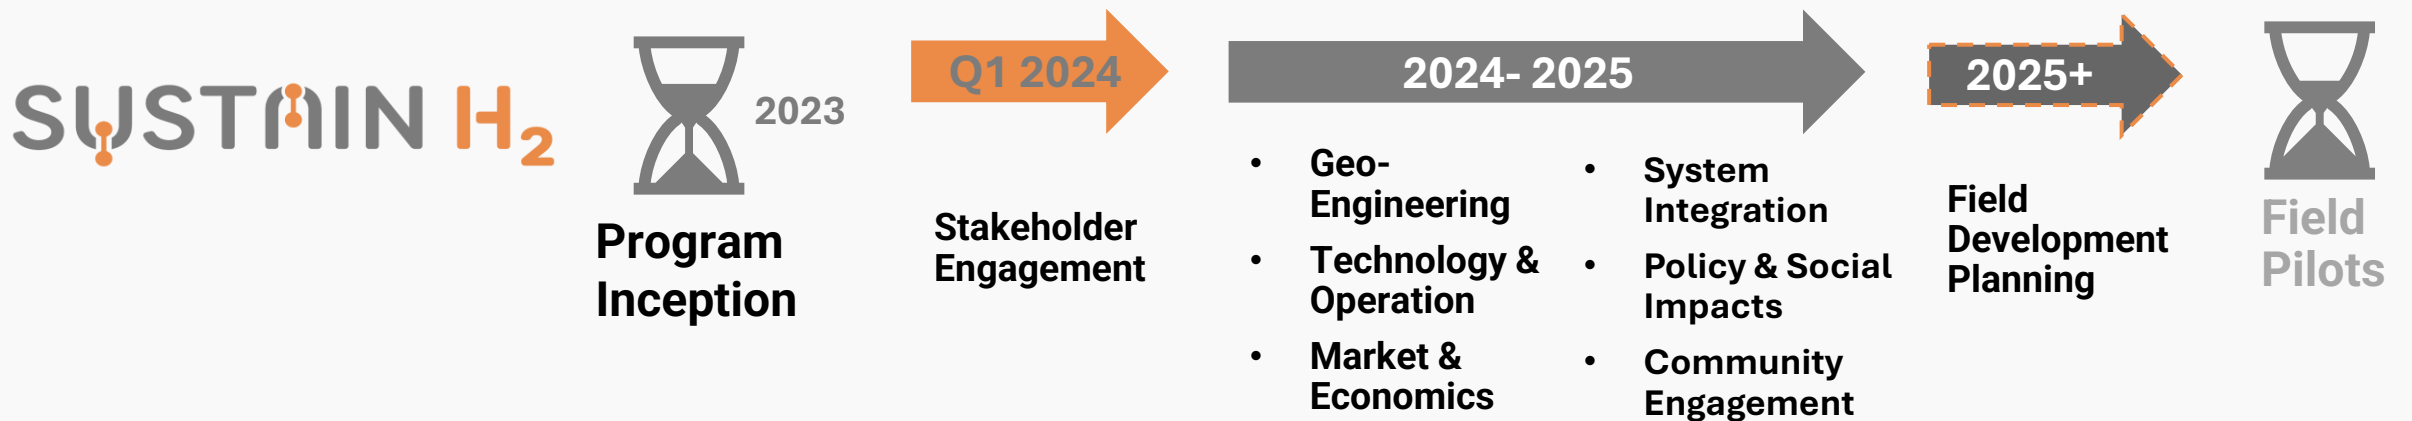 SUSTAIN H2
2023
Program
Inception
Q1 2024
Stakeholder
Engagement
2024- 2025
• Geo-
Engineering
• Technology &
Operation
• Market &
Economics
• System
Integration
• Policy & Social
Impacts
• Community
Engagement
2025+
Field
Development
Planning
Field
Pilots